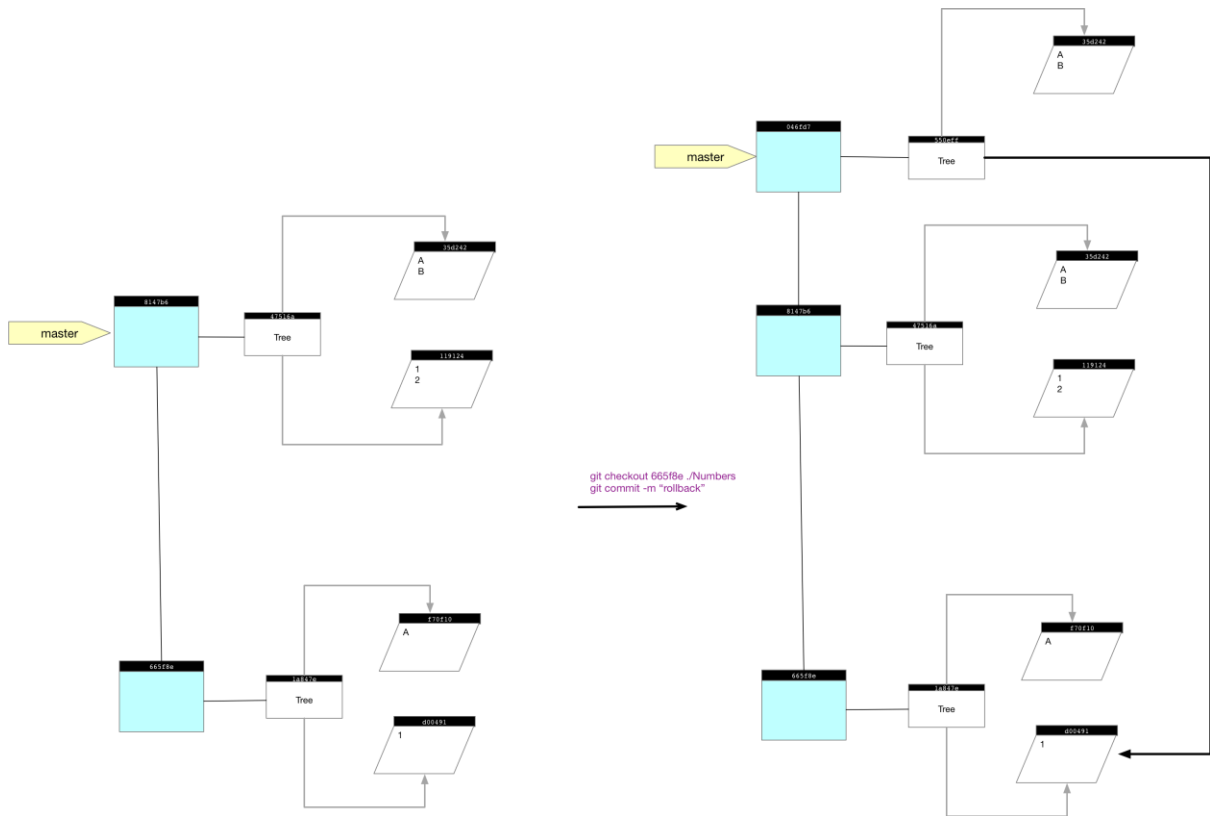 35d242
A
B
8147b6
47516a
Tree
master
119124
1
2
665f8e
1a847e
Tree
f70f10
A
d00491
1
git checkout 665f8e ./Numbers
git commit -m “rollback”
35d242
A
B
046fd7
550eff
Tree
master
35d242
A
B
8147b6
47516a
Tree
119124
1
2
665f8e
1a847e
Tree
f70f10
A
d00491
1